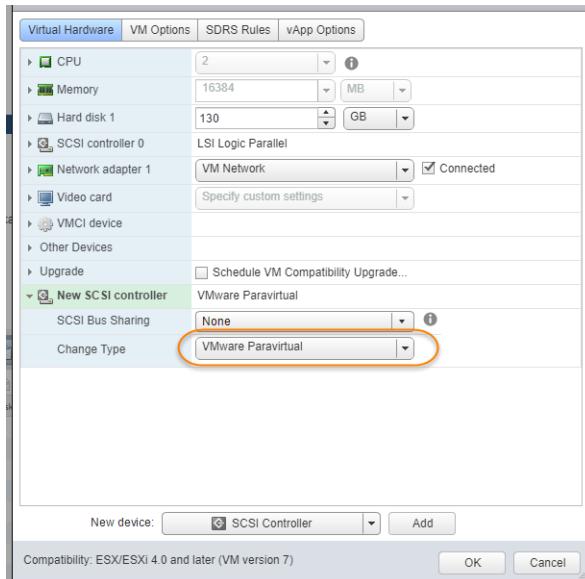 Virtual Hardware VM Options SDRS Rules vApp Options
CPU 2
Memory 16384 MB
Hard disk 1 130 GB
SCSI controller 0 LSI Logic Parallel
Network adapter 1 VM Network Connected
Video card Specify custom settings
VMCI device
Other Devices
Upgrade Schedule VM Compatibility Upgrade...
New SCSI controller VMware Paravirtual
SCSI Bus Sharing None
Change Type VMware Paravirtual
New device: SCSI Controller Add
Compatibility: ESX/ESXi 4.0 and later (VM version 7) OK Cancel